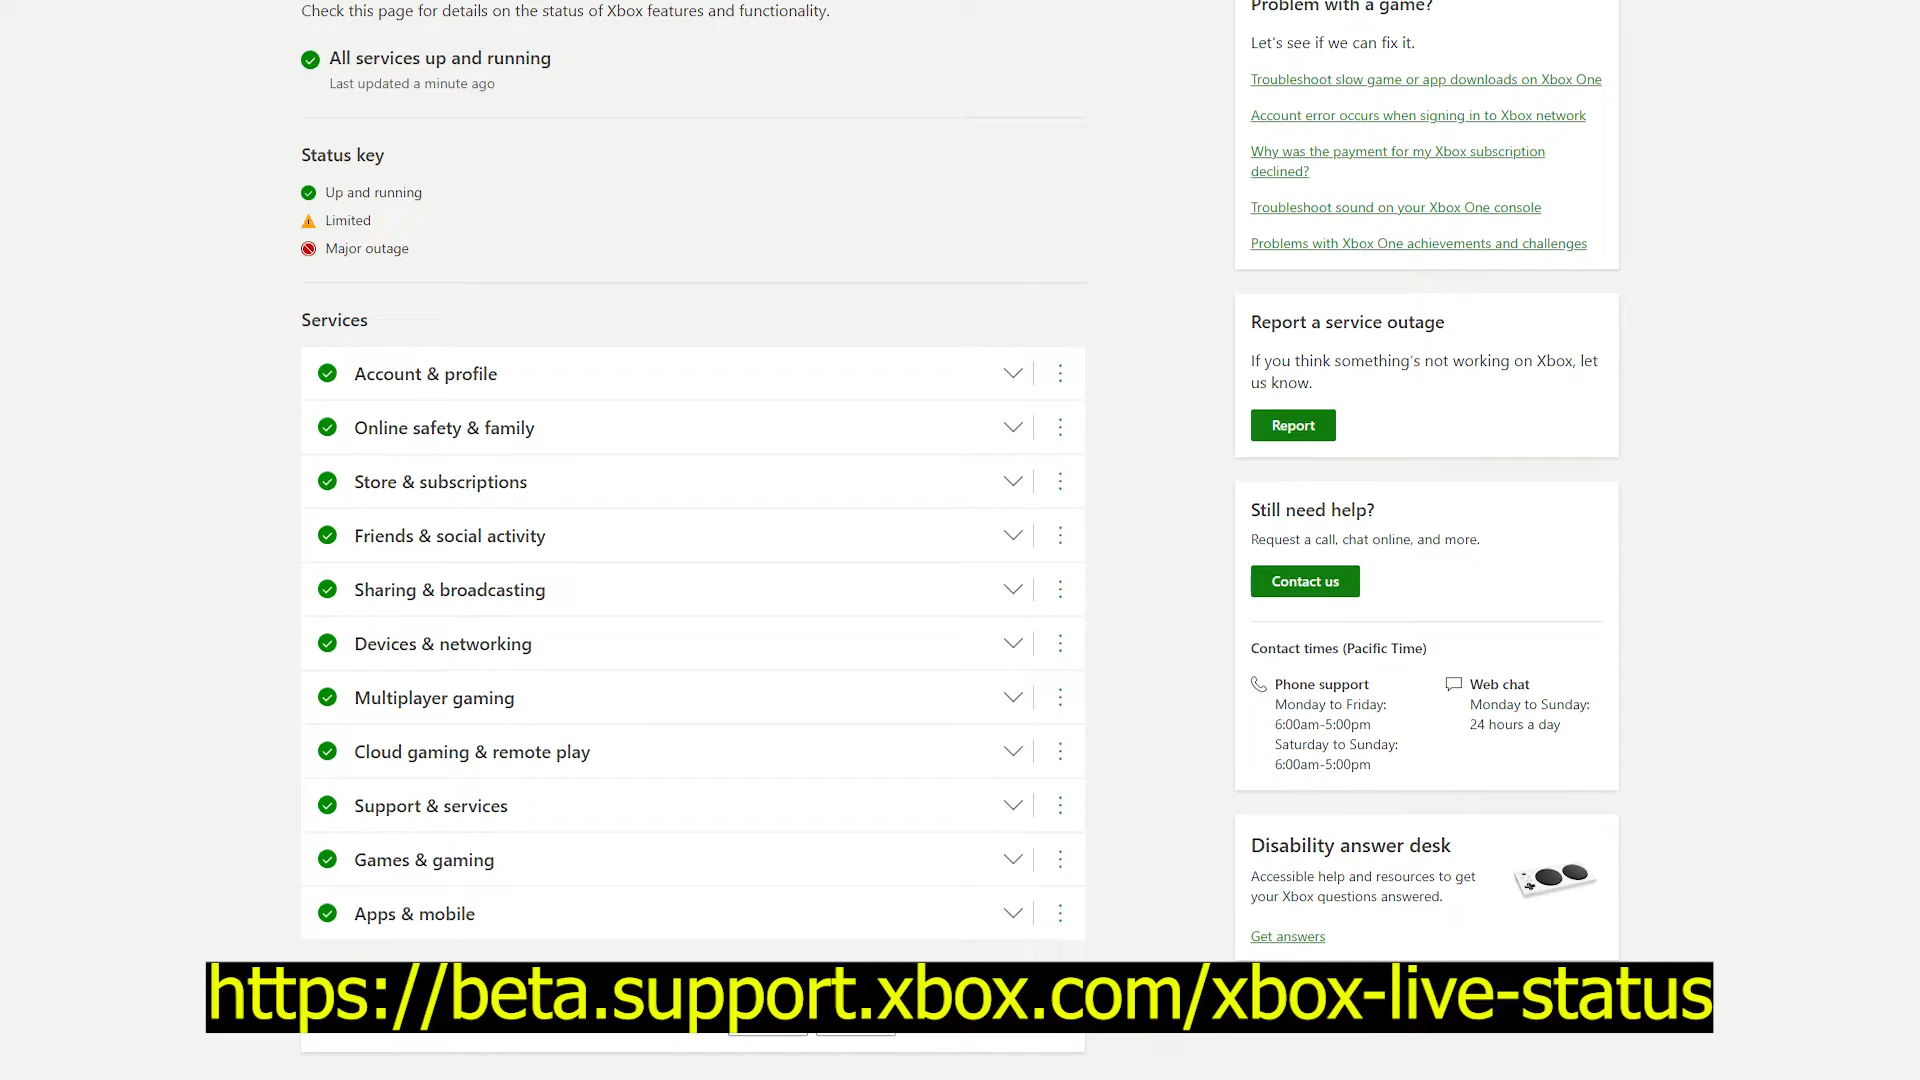 Check this page for details on the status of Xbox features and functionality.
All services up and running
Last updated a minute ago
Status key
Up and running
Limited
Major outage
Services
Account & profile
Online safety & family
Store & subscriptions
Friends & social activity
Sharing & broadcasting
Devices & networking
Multiplayer gaming
Cloud gaming & remote play
Support & services
Games & gaming
Apps & mobile
Problem with a game?
Let's see if we can fix it.
Troubleshoot slow game or app downloads on Xbox One
Account error occurs when signing in to Xbox network
Why was the payment for my Xbox subscription
declined?
Troubleshoot sound on your Xbox One console
Problems with Xbox One achievements and challenges
Report a service outage
If you think something's not working on Xbox, let
us know.
Report
Still need help?
Request a call, chat online, and more.
Contact us
Contact times (Pacific Time)
Phone support
Monday to Friday:
6:00am-5:00pm
Saturday to Sunday:
6:00am-5:00pm
Web chat
Monday to Sunday:
24 hours a day
Disability answer desk
Accessible help and resources to get
your Xbox questions answered.
Get answers
https://beta.support.xbox.com/xbox-live-status